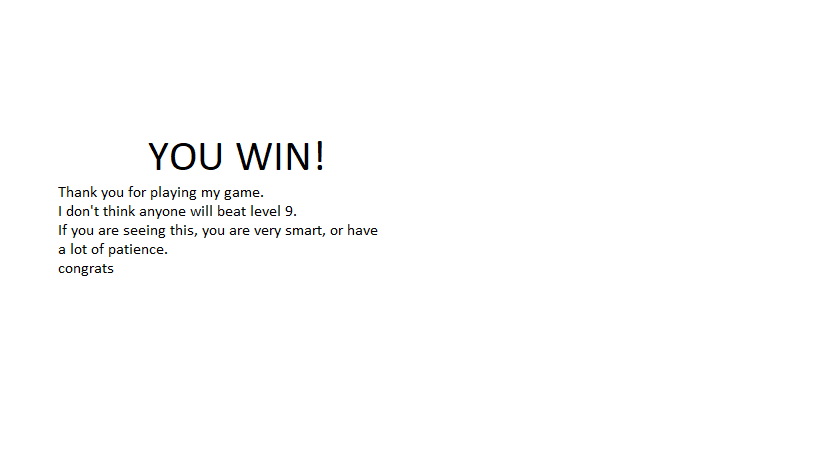 YOU WIN!
Thank you for playing my game.
I don't think anyone will beat level 9.
If you are seeing this, you are very smart, or have
a lot of patience.
congrats